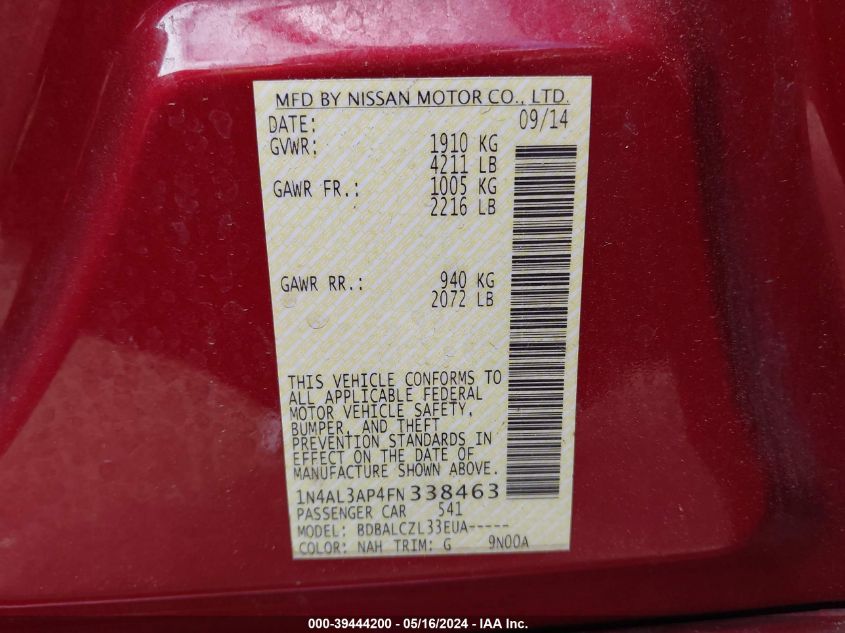 MFD BY NISSAN MOTOR CO., LTD.
DATE: 09/14
GVWR: 1910 KG
4211 LB
GAWR FR.: 1005 KG
2216 LB
GAWR RR.: 940 KG
2072 LB
THIS VEHICLE CONFORMS TO
ALL APPLICABLE FEDERAL
MOTOR VEHICLE SAFETY,
BUMPER, AND THEFT
PREVENTION STANDARDS IN
EFFECT ON THE DATE OF
MANUFACTURE SHOWN ABOVE.
1N4AL3AP4FN338463
PASSENGER CAR 541
MODEL: BDBALCZL33EUA-----
COLOR: NAH TRIM: G 9N00A
000-39444200 - 05/16/2024 - IAA Inc.